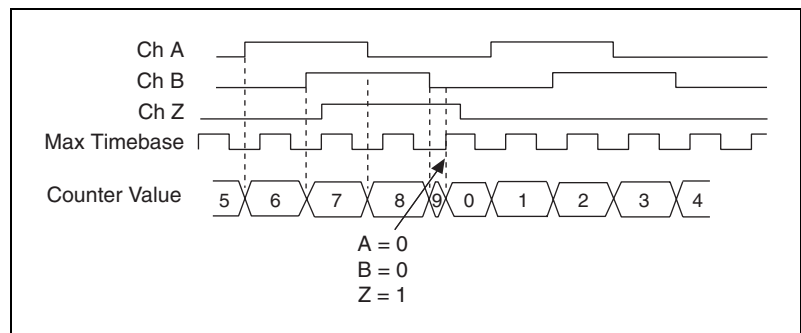 Ch A
Ch B
Ch Z
Max Timebase
Counter Value 5 6 7 8 9 0 1 2 3 4
A = 0
B = 0
Z = 1